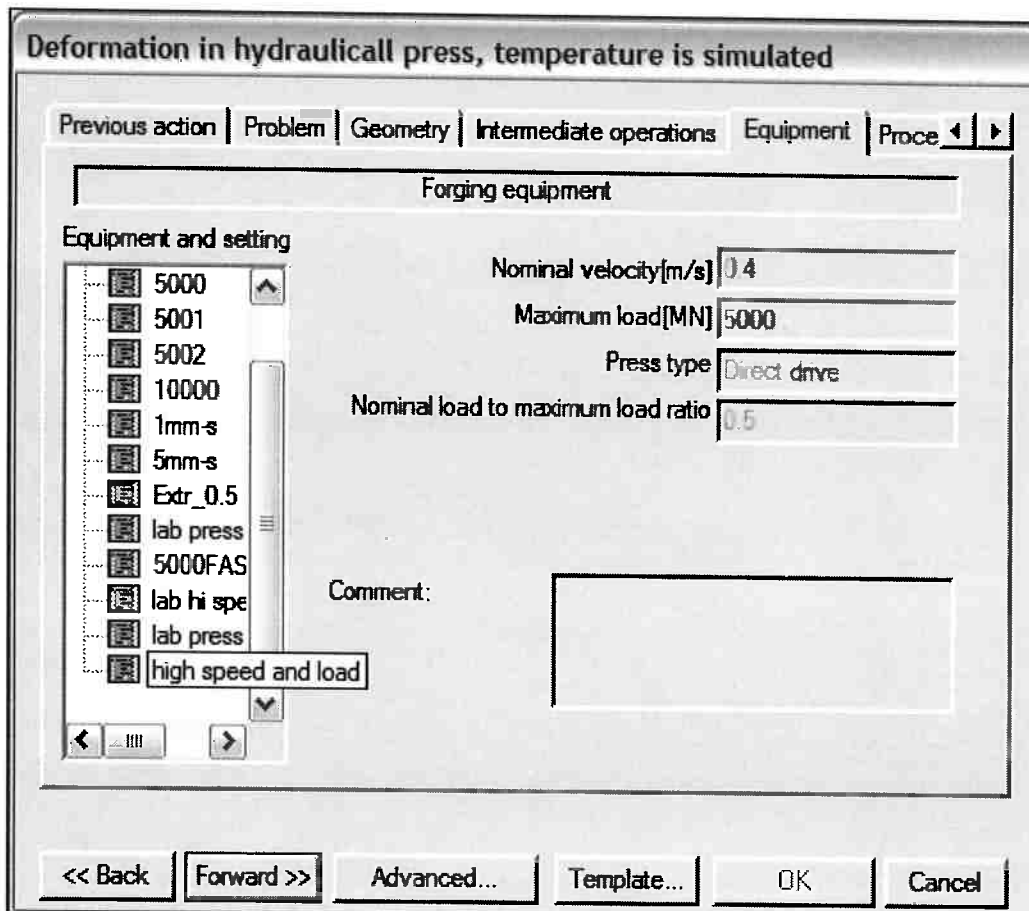 Deformation in hydraulicall press, temperature is simulated
Previous action Problem Geometry Intermediate operations Equipment Proce
Forging equipment
Equipment and setting
5000
5001
5002
10000
1mm-s
5mm-s
Extr_0.5
lab press
5000FAS
lab hi spe
lab press
high speed and load
Nominal velocity[m/s] 0.4
Maximum load[MN] 5000
Press type Direct drive
Nominal load to maximum load ratio 0.5
Comment:
<< Back Forward >> Advanced... Template... OK Cancel